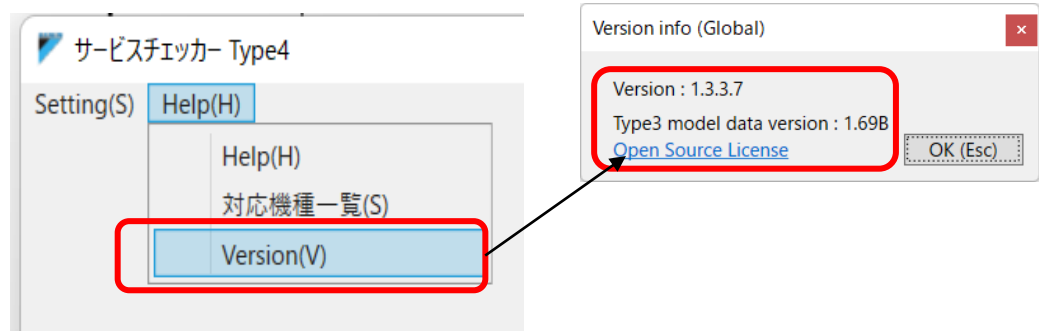 サービスチェッカー Type4
Setting(S) Help(H)
Help(H)
対応機種一覧(S)
Version(V)
Version info (Global)
Version : 1.3.3.7
Type3 model data version : 1.69B
Open Source License
OK (Esc)